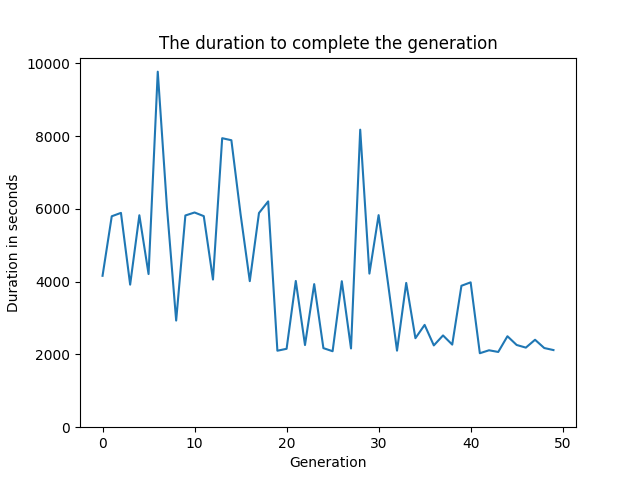 The duration to complete the generation
10000
8000
6000
4000
2000
0
Duration in seconds
0 10 20 30 40 50
Generation